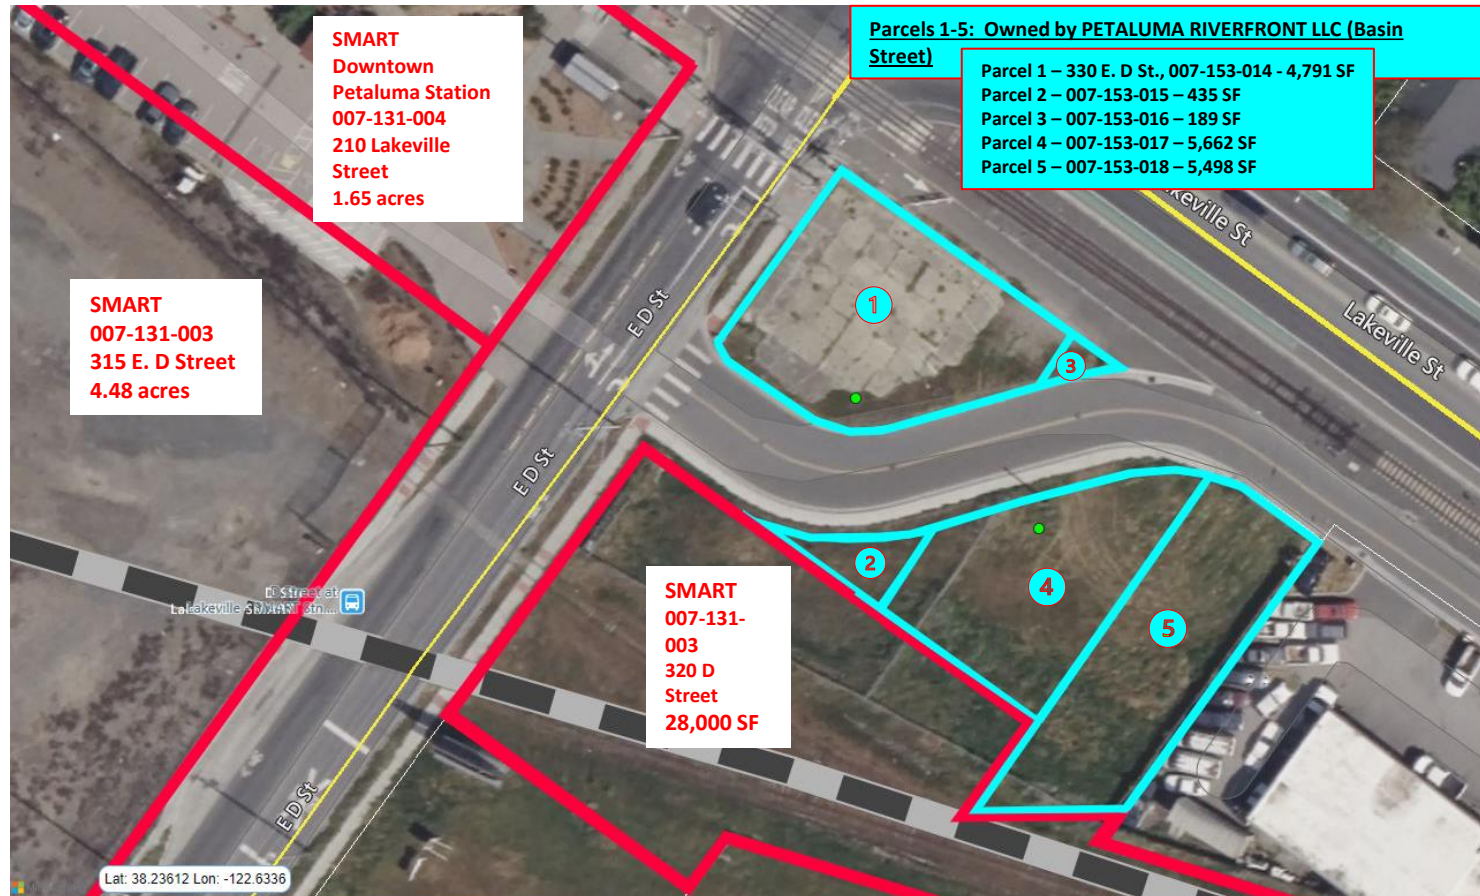 SMART
Downtown
Petaluma Station
007-131-004
210 Lakeville
Street
1.65 acres
Parcels 1-5: Owned by PETALUMA RIVERFRONT LLC (Basin
Street)
Parcel 1 – 330 E. D St., 007-153-014 - 4,791 SF
Parcel 2 – 007-153-015 – 435 SF
Parcel 3 – 007-153-016 – 189 SF
Parcel 4 – 007-153-017 – 5,662 SF
Parcel 5 – 007-153-018 – 5,498 SF
Lakeville St
Lakeville St
SMART
007-131-003
315 E. D Street
4.48 acres
E D St
1
3
E D St
2
4
5
SMART
007-131-
003
320 D
Street
28,000 SF
E D St
Lat: 38.23612 Lon: -122.6336